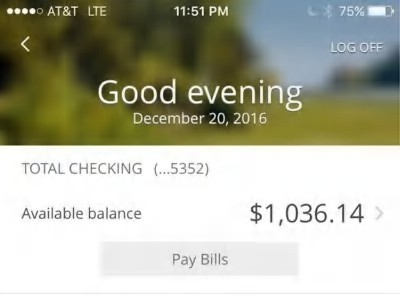 AT&T LTE 11:51 PM 75%
LOG OFF
Good evening
December 20, 2016
TOTAL CHECKING (...5352)
Available balance $1,036.14
Pay Bills